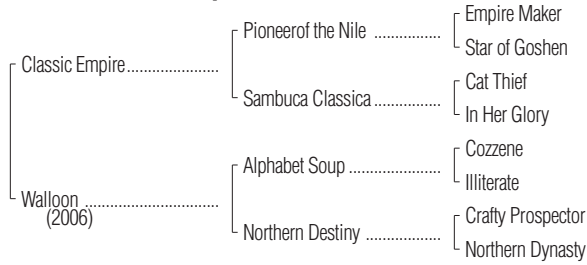 Empire Maker
Pioneerof the Nile .................
Star of Goshen
Classic Empire.......................
Cat Thief
Sambuca Classica.................
In Her Glory
Cozzene
Alphabet Soup .......................
Illiterate
Walloon .................................
(2006)
Crafty Prospector
Northern Destiny ...................
Northern Dynasty